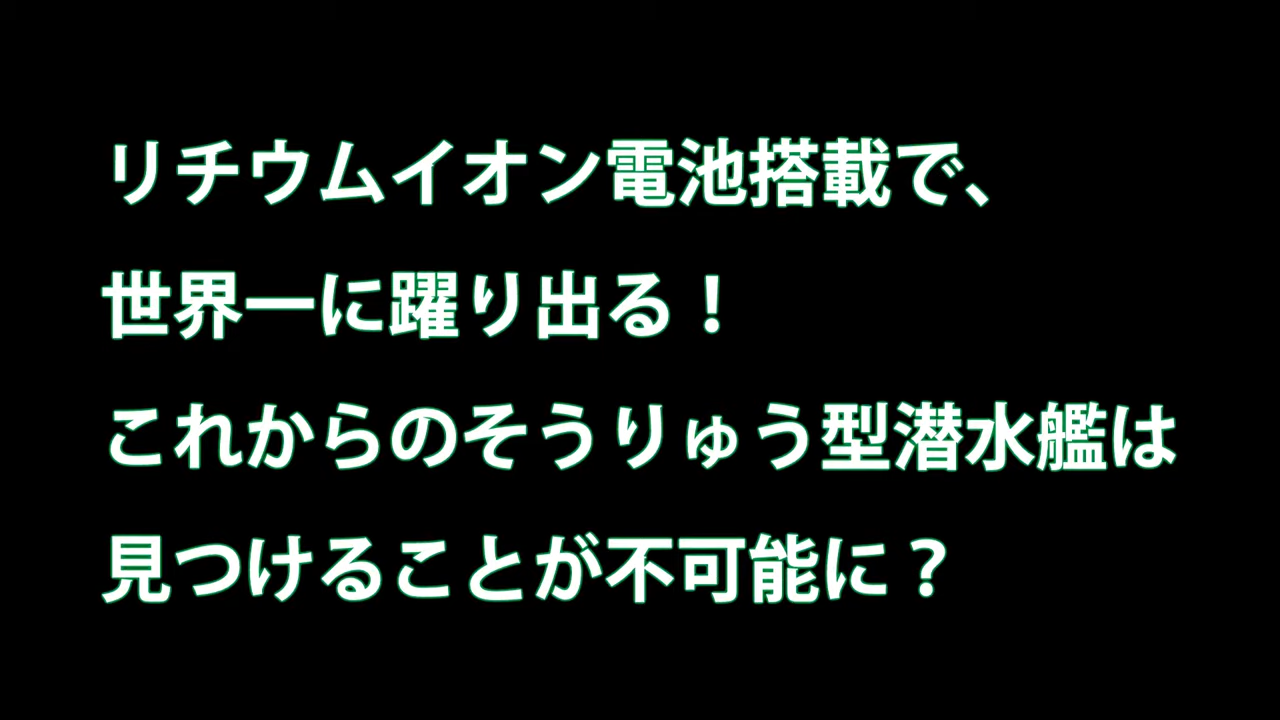 リチウムイオン電池搭載で、
世界一に躍り出る！
これからのそうりゅう型潜水艦は
見つけることが不可能に？